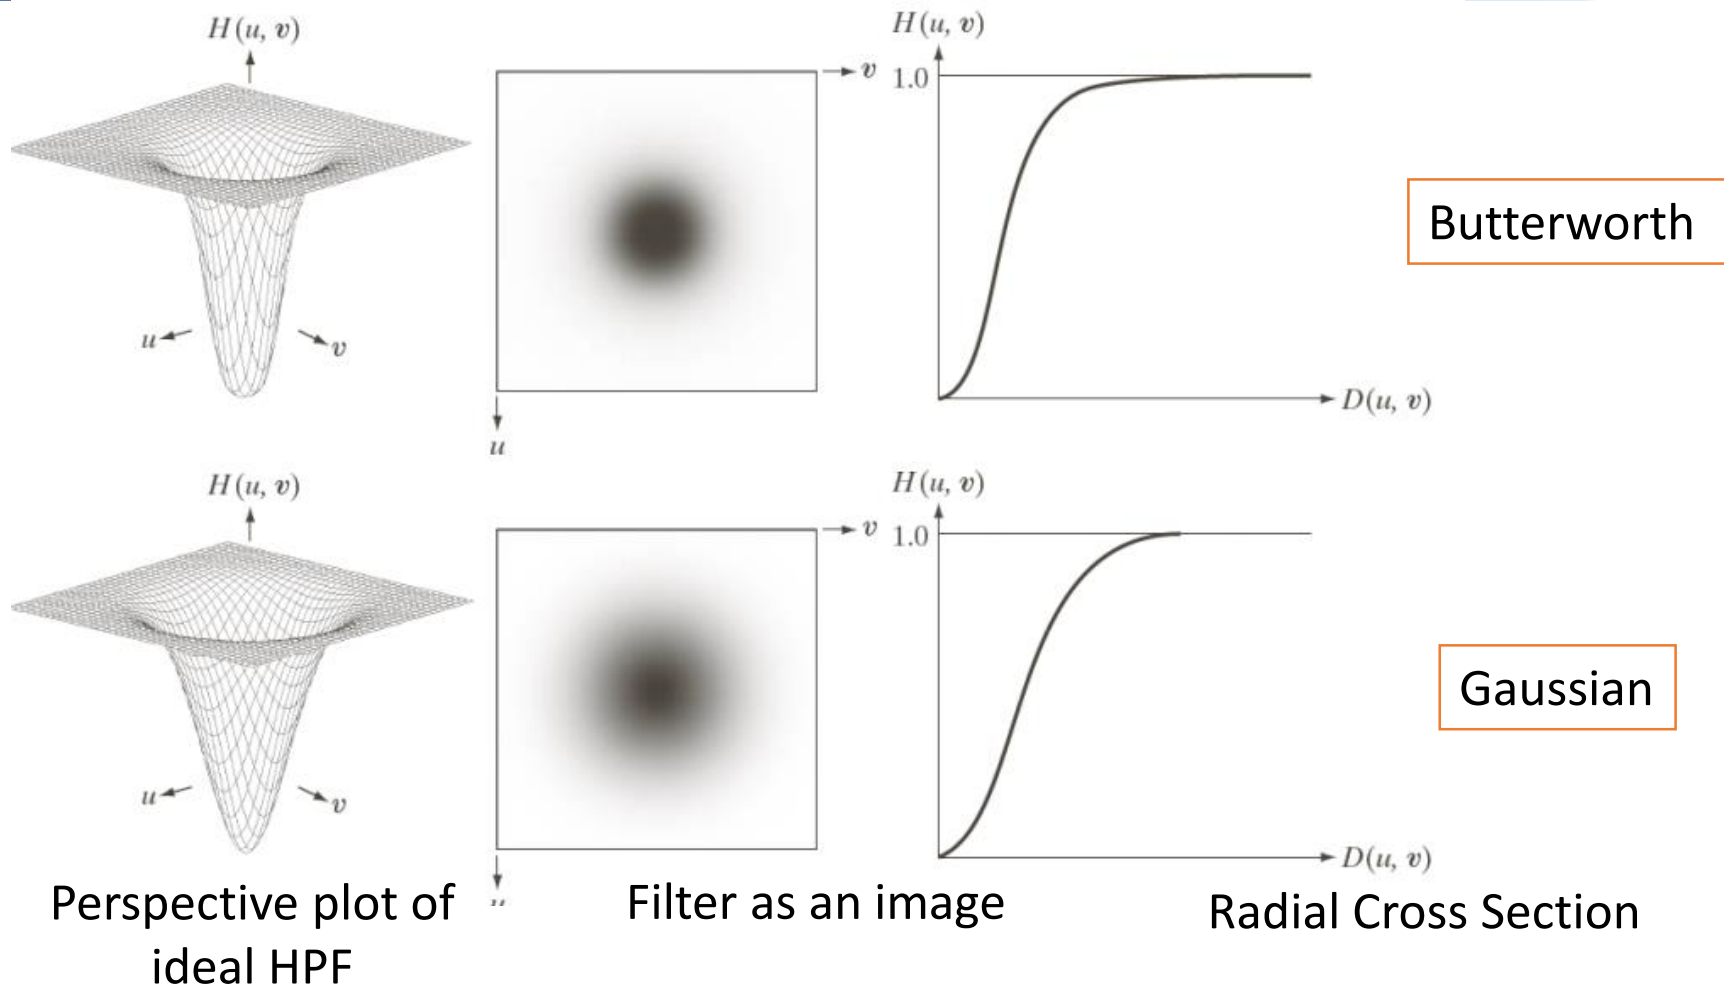 H(u, v)
v
H(u, v)
1.0
Butterworth
u
v
D(u, v)
u
H(u, v)
v
H(u, v)
1.0
Gaussian
u
v
D(u, v)
Perspective plot of
ideal HPF
Filter as an image
Radial Cross Section